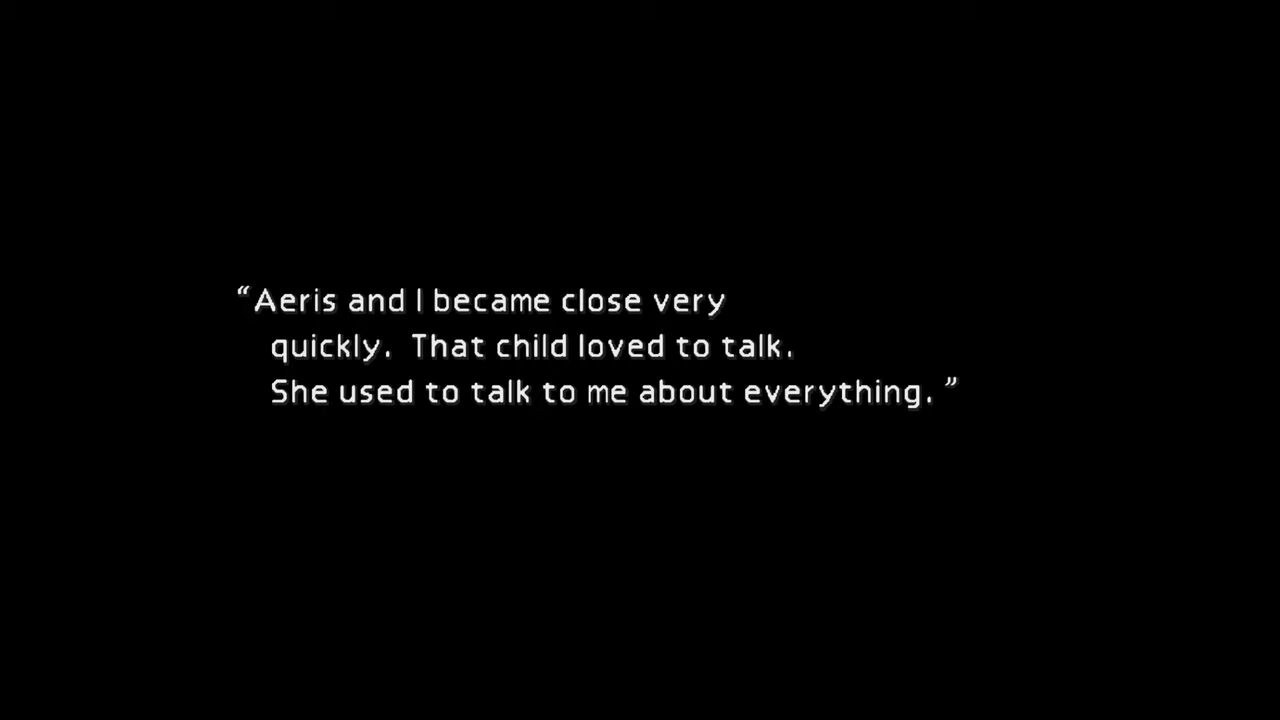 “Aeris and I became close very
quickly. That child loved to talk.
She used to talk to me about everything.”